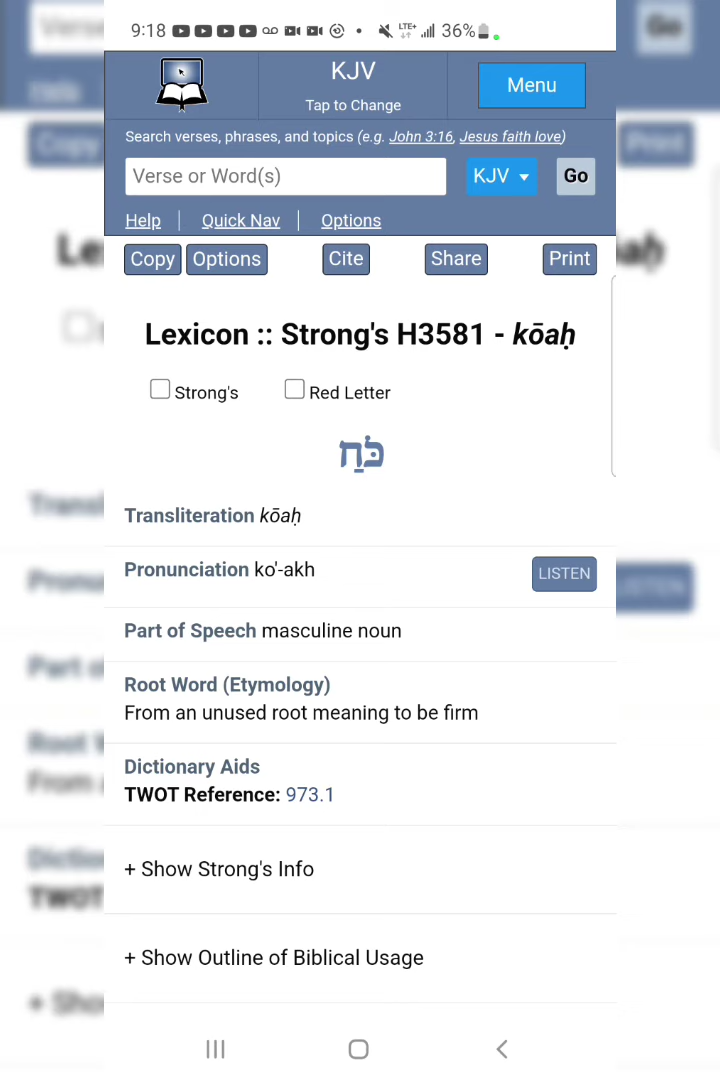 9:18 LTE+ 36%
KJV
Tap to Change
Menu
Search verses, phrases, and topics (e.g. John 3:16, Jesus faith love)
Verse or Word(s)
KJV
Go
Help
Quick Nav
Options
Copy
Options
Cite
Share
Print
Lexicon :: Strong's H3581 - kōaḥ
Strong's
Red Letter
כֹּחַ
Transliteration kōaḥ
Pronunciation ko'-akh
LISTEN
Part of Speech masculine noun
Root Word (Etymology)
From an unused root meaning to be firm
Dictionary Aids
TWOT Reference: 973.1
+ Show Strong's Info
+ Show Outline of Biblical Usage